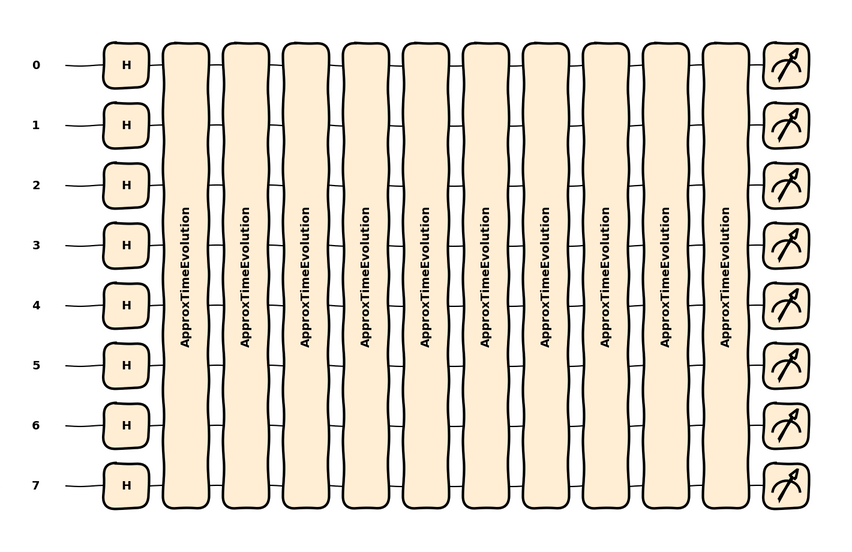 0 H
1 H
2 H
3 H
4 H
5 H
6 H
7 H
ApproxTimeEvolution
ApproxTimeEvolution
ApproxTimeEvolution
ApproxTimeEvolution
ApproxTimeEvolution
ApproxTimeEvolution
ApproxTimeEvolution
ApproxTimeEvolution
ApproxTimeEvolution
ApproxTimeEvolution